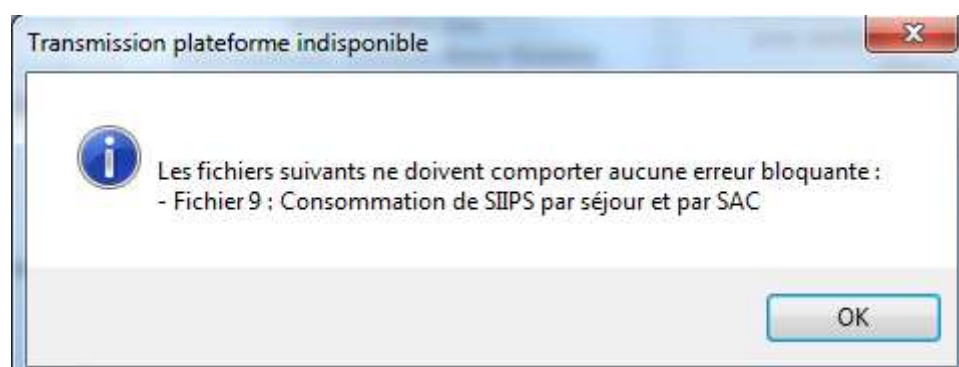 Transmission plateforme indisponible
Les fichiers suivants ne doivent comporter aucune erreur bloquante :
- Fichier 9 : Consommation de SIIPS par séjour et par SAC
OK